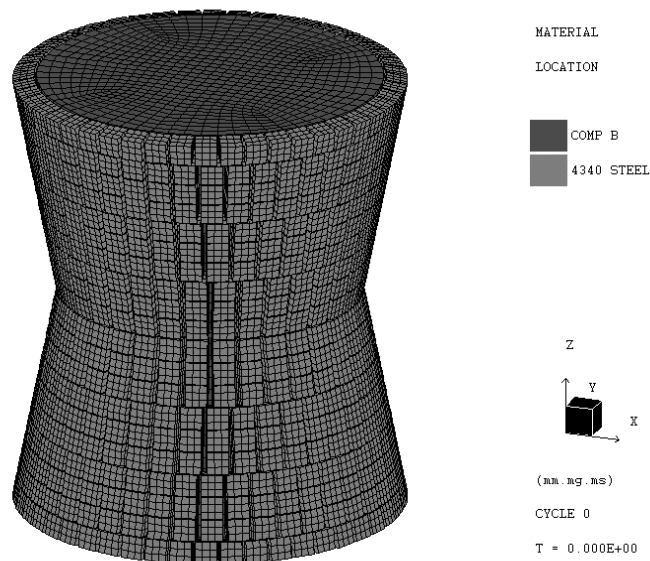 MATERIAL
LOCATION
COMP B
4340 STEEL
Z
Y
X
(mm.mg.ms)
CYCLE 0
T = 0.000E+00